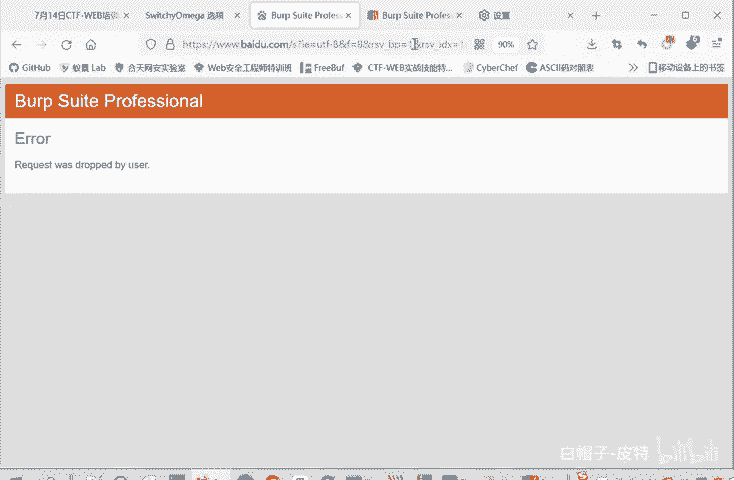 7月14日CTF-WEB培训
SwitchyOmega 选项
Burp Suite Profess
Burp Suite Profes
设置
https://www.baidu.com/s?ie=utf-8&f=8&rsv_bp=1&rsv_idx=1
90%
GitHub
蚁景 Lab
合天网安实验室
Web安全工程师特训班
FreeBuf
CTF-WEB实战技能特...
CyberChef
ASCII码对照表
移动设备上的书签
Burp Suite Professional
Error
Request was dropped by user.
白帽子-皮特
bilibili